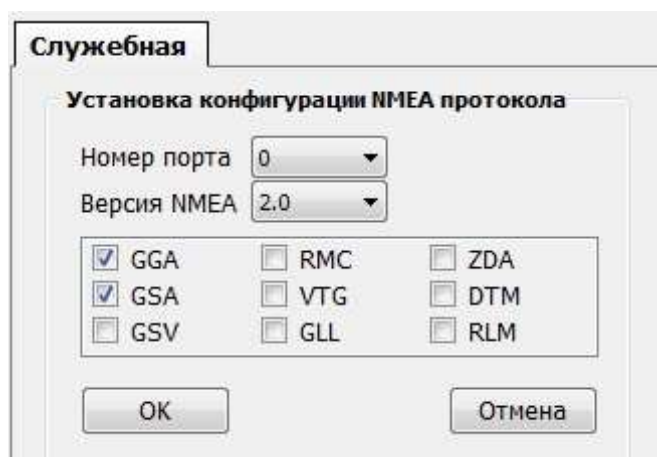 Служебная
Установка конфигурации NMEA протокола
Номер порта 0
Версия NMEA 2.0
GGA RMC ZDA
GSA VTG DTM
GSV GLL RLM
OK Отмена